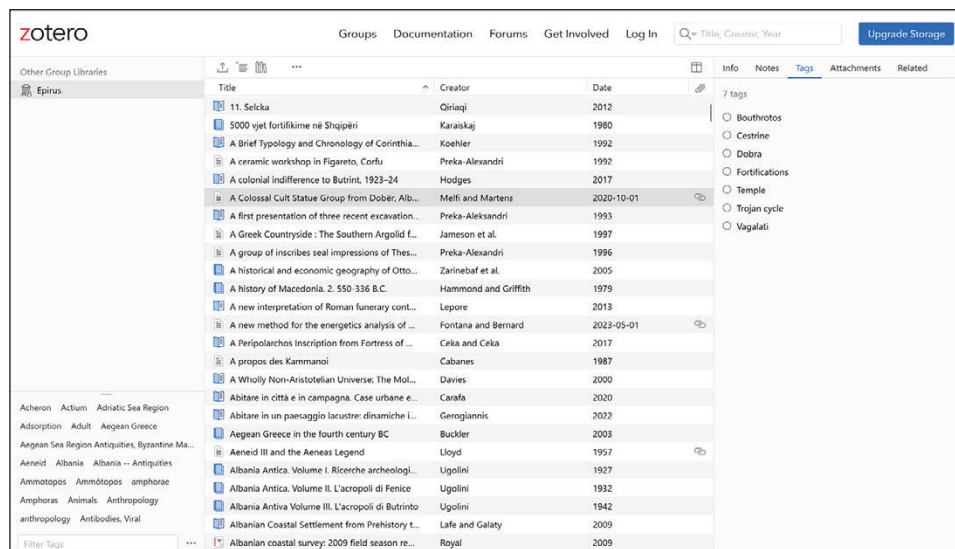 zotero
Groups Documentation Forums Get Involved Log In Title, Creator, Year Upgrade Storage
Other Group Libraries
Epirus
Title Creator Date
11. Selcka Qiriaqi 2012
5000 vjet fortifikime në Shqipëri Karaiskaj 1980
A Brief Typology and Chronology of Corinthia... Koehler 1992
A ceramic workshop in Figareto, Corfu Preka-Alexandri 1992
A colonial indifference to Butrint, 1923–24 Hodges 2017
A Colossal Cult Statue Group from Dobër, Alb... Melfi and Martens 2020-10-01
A first presentation of three recent excavation... Preka-Aleksandri 1993
A Greek Countryside : The Southern Argolid f... Jameson et al. 1997
A group of inscribes seal impressions of Thes... Preka-Alexandri 1996
A historical and economic geography of Otto... Zarinebaf et al. 2005
A history of Macedonia. 2. 550-336 B.C. Hammond and Griffith 1979
A new interpretation of Roman funerary cont... Lepore 2013
A new method for the energetics analysis of ... Fontana and Bernard 2023-05-01
A Peripolarchos Inscription from Fortress of ... Ceka and Ceka 2017
A propos des Kammanoi Cabanes 1987
A Wholly Non-Aristotelian Universe: The Mol... Davies 2000
Abitare in città e in campagna. Case urbane e... Carafa 2020
Abitare in un paesaggio lacustre: dinamiche i... Gerogiannis 2022
Aegean Greece in the fourth century BC Buckler 2003
Aeneid III and the Aeneas Legend Lloyd 1957
Albania Antica. Volume I. Ricerche archeologi... Ugolini 1927
Albania Antica. Volume II. L'acropoli di Fenice Ugolini 1932
Albania Antiva Volume III. L'acropoli di Butrinto Ugolini 1942
Albanian Coastal Settlement from Prehistory t... Lafe and Galaty 2009
Albanian coastal survey: 2009 field season re... Royal 2009
Info Notes Tags Attachments Related
7 tags
Bouthrotos
Cestrine
Dobra
Fortifications
Temple
Trojan cycle
Vagalati
Acheron Actium Adriatic Sea Region
Adsorption Adult Aegean Greece
Aegean Sea Region Antiquities, Byzantine Ma...
Aeneid Albania Albania -- Antiquities
Ammotopos Ammótopos amphorae
Amphoras Animals Anthropology
anthropology Antibodies, Viral
Filter Tags